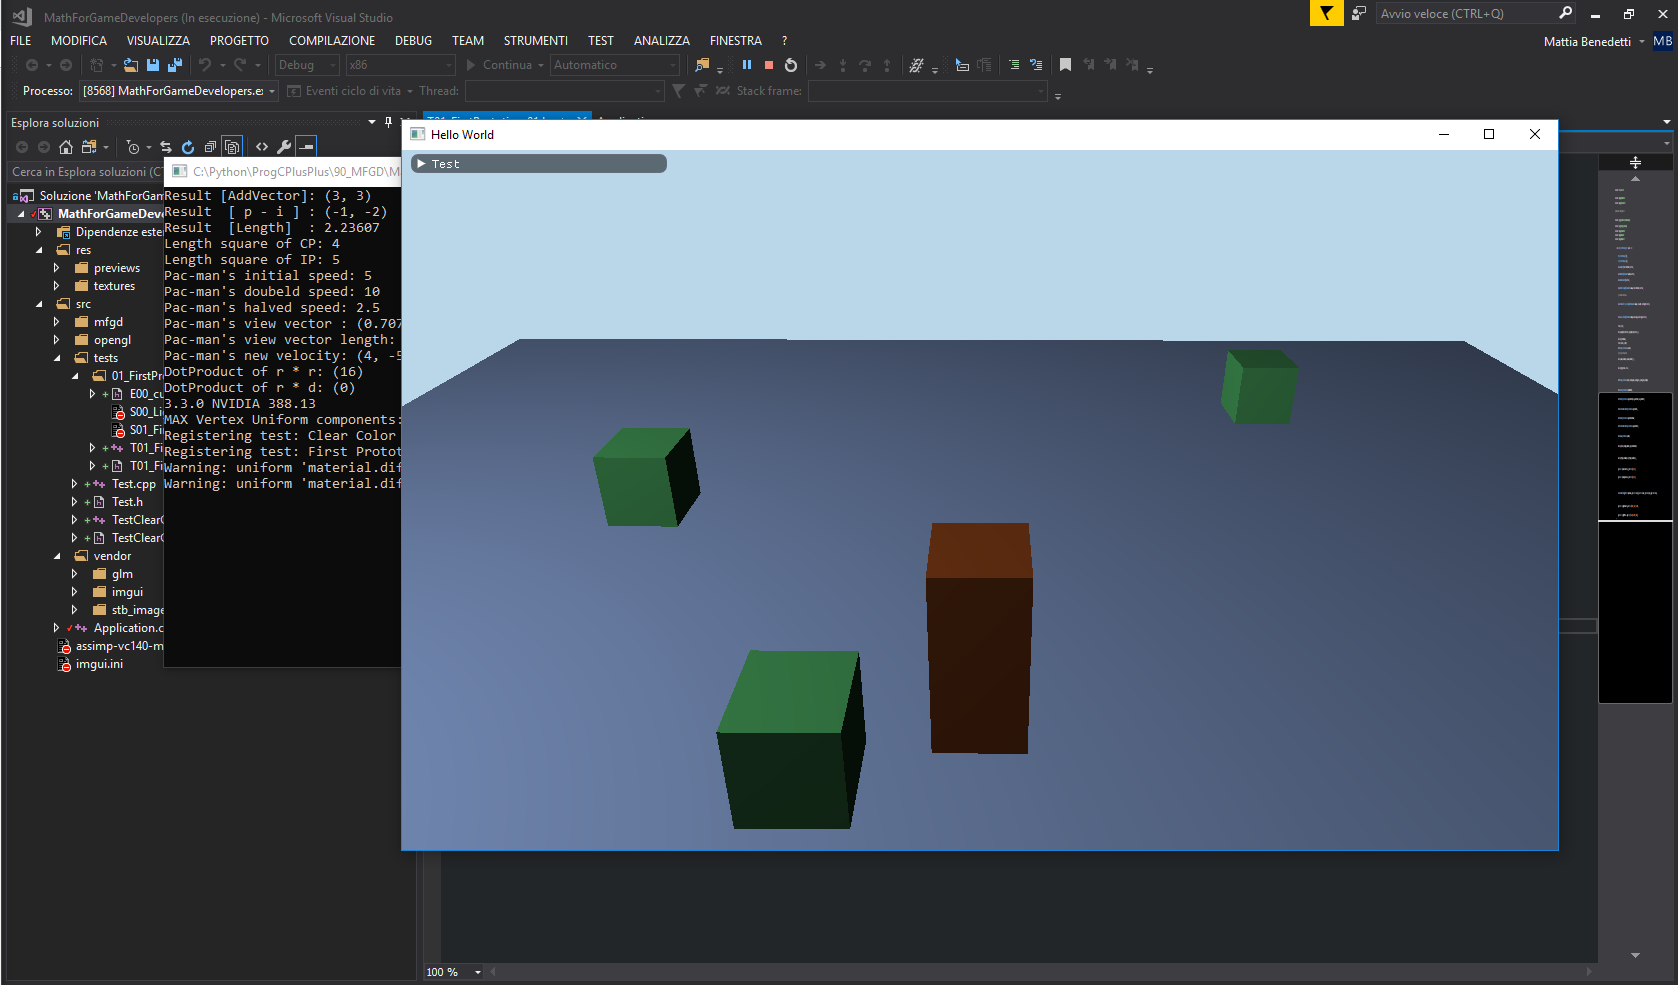 MathForGameDevelopers (In esecuzione) - Microsoft Visual Studio
Avvio veloce (CTRL+Q)
FILE MODIFICA VISUALIZZA PROGETTO COMPILAZIONE DEBUG TEAM STRUMENTI TEST ANALIZZA FINESTRA ?
Mattia Benedetti MB
Debug x86 Continua Automatico
Processo: [8568] MathForGameDevelopers.ex Eventi ciclo di vita Thread: Stack frame:
Esplora soluzioni
Cerca in Esplora soluzioni (CT
Soluzione 'MathForGam
MathForGameDeve
Dipendenze este
res
previews
textures
src
mfgd
opengl
tests
01_FirstPr
E00_cu
S00_Li
S01_Fi
T01_Fi
T01_Fi
Test.cpp
Test.h
TestClearC
TestClearC
vendor
glm
imgui
stb_image
Application.c
assimp-vc140-m
imgui.ini
C:\Python\ProgCPlusPlus\90_MFGD\M
Result [AddVector]: (3, 3)
Result  [ p - i ] : (-1, -2)
Result  [Length]  : 2.23607
Length square of CP: 4
Length square of IP: 5
Pac-man's initial speed: 5
Pac-man's doubeld speed: 10
Pac-man's halved speed: 2.5
Pac-man's view vector : (0.707
Pac-man's view vector length:
Pac-man's new velocity: (4, -5
DotProduct of r * r: (16)
DotProduct of r * d: (0)
3.3.0 NVIDIA 388.13
MAX Vertex Uniform components:
Registering test: Clear Color
Registering test: First Protot
Warning: uniform 'material.dif
Warning: uniform 'material.dif
Hello World
Test
100 %